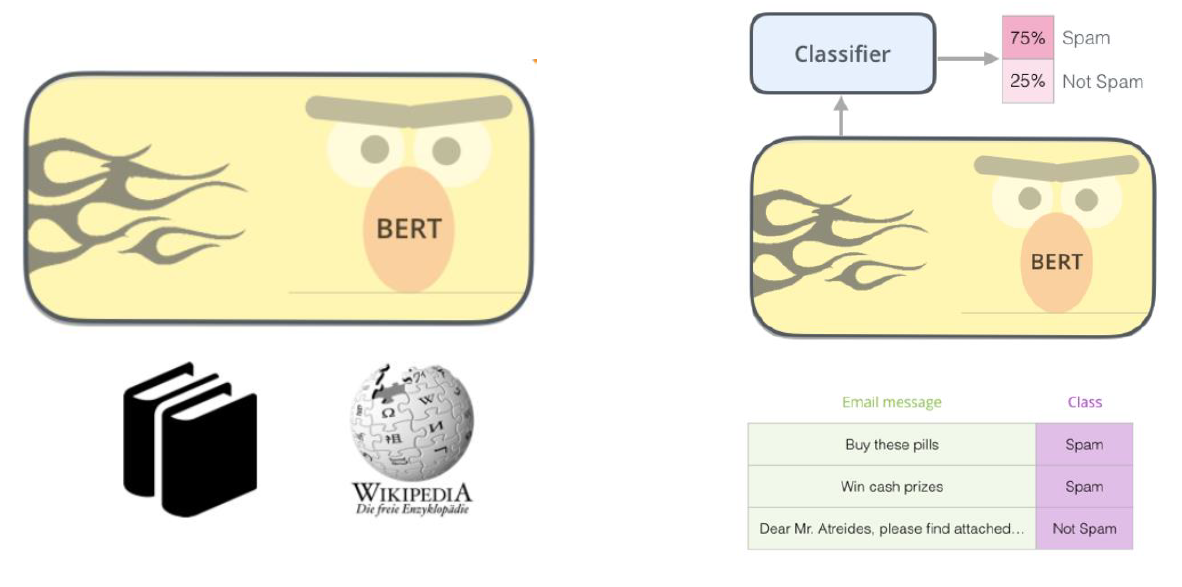 BERT
WIKIPEDIA
Die freie Enzyklopädie
Classifier
75% Spam
25% Not Spam
BERT
Email message Class
Buy these pills Spam
Win cash prizes Spam
Dear Mr. Atreides, please find attached... Not Spam